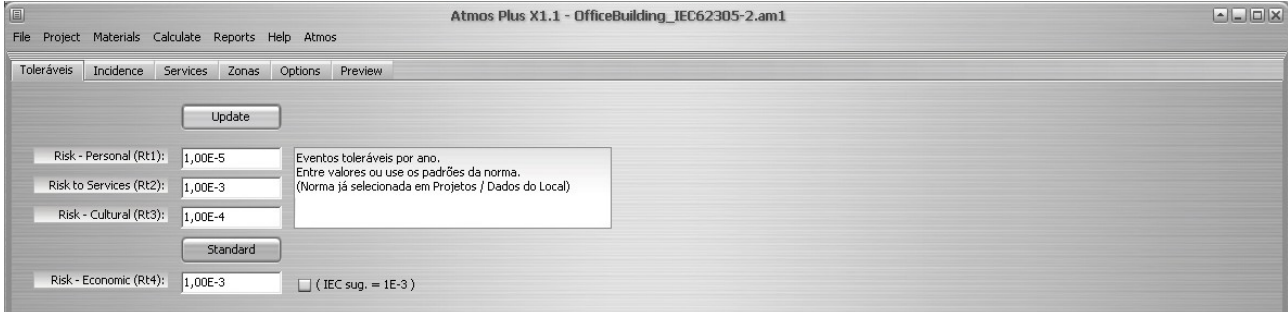 Atmos Plus X1.1 - OfficeBuilding_IEC62305-2.am1
File Project Materials Calculate Reports Help Atmos
Toleráveis Incidence Services Zonas Options Preview
Update
Risk - Personal (Rt1): 1,00E-5
Risk to Services (Rt2): 1,00E-3
Risk - Cultural (Rt3): 1,00E-4
Eventos toleráveis por ano.
Entre valores ou use os padrões da norma.
(Norma já selecionada em Projetos / Dados do Local)
Standard
Risk - Economic (Rt4): 1,00E-3 ( IEC sug. = 1E-3 )